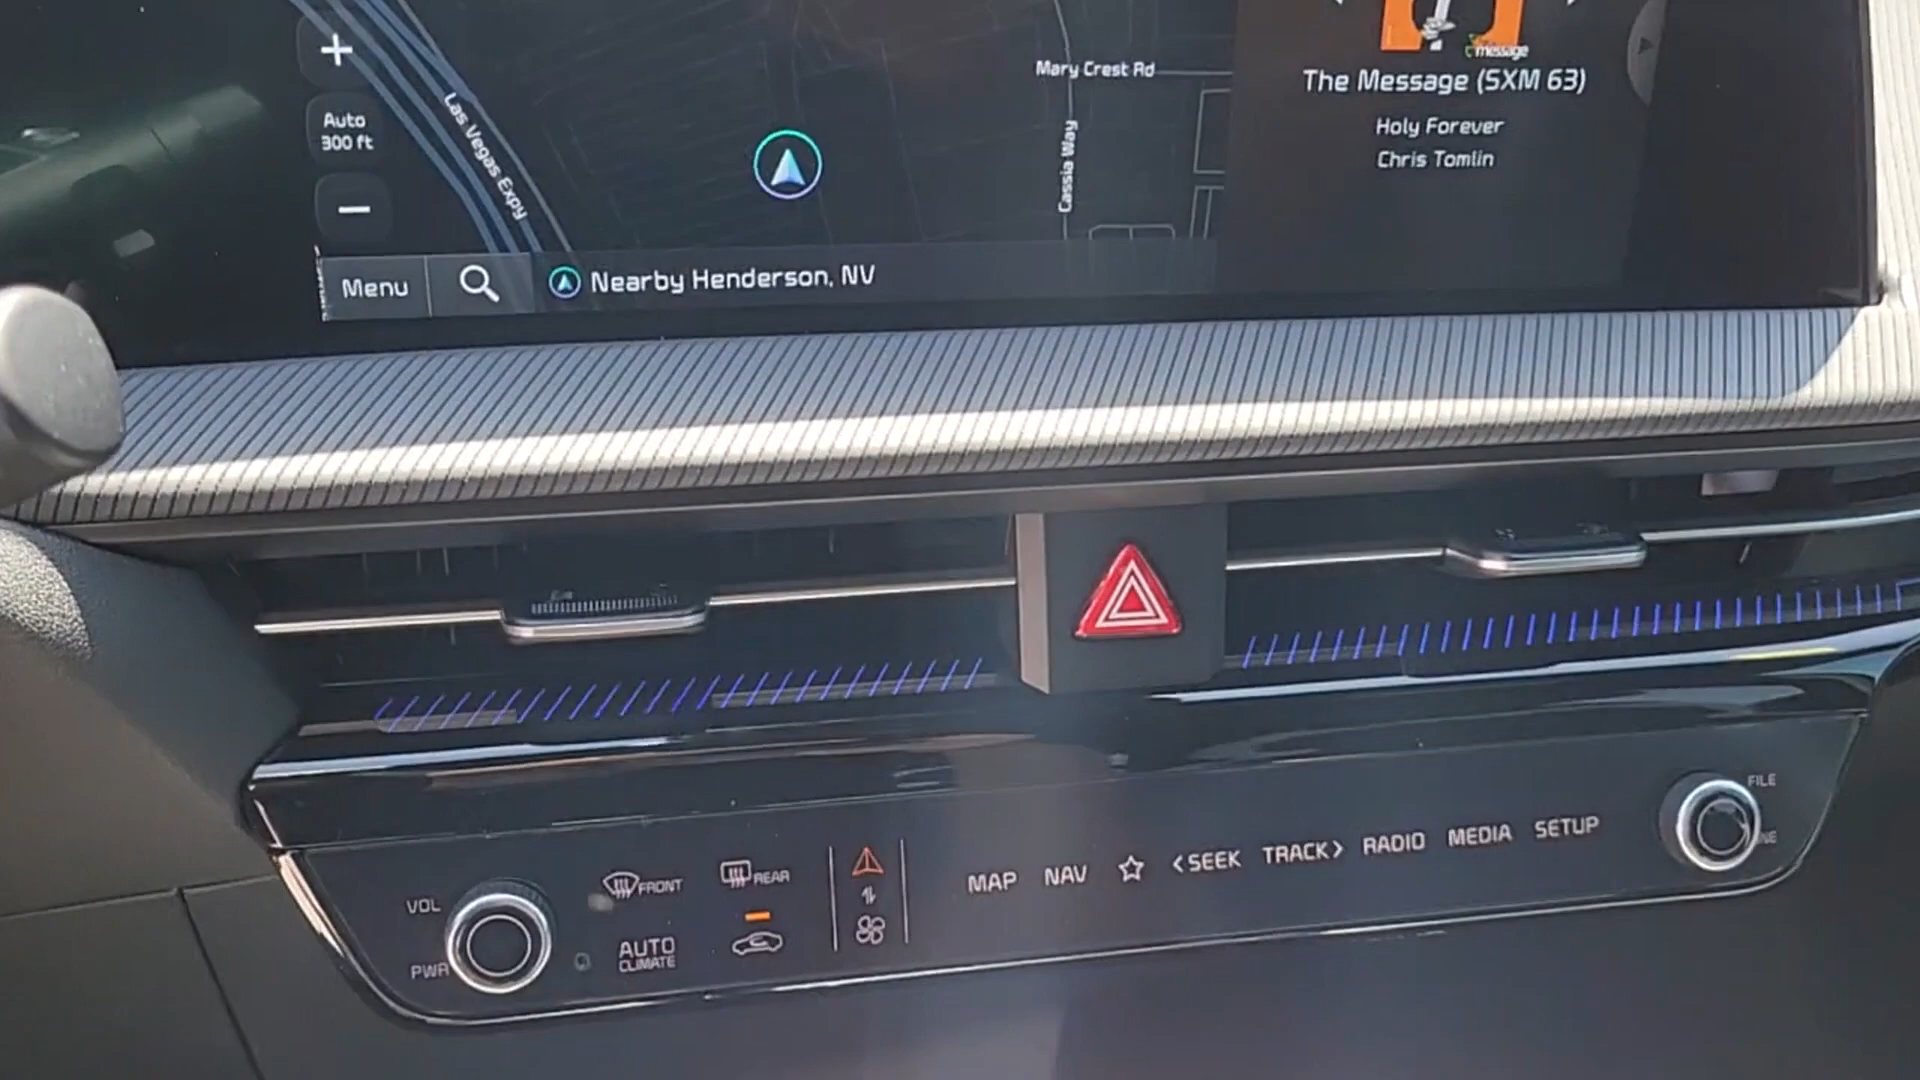 Auto
300 ft
Las Vegas Expy
Mary Crest Rd
Cassia Way
message
The Message (SXM 63)
Holy Forever
Chris Tomlin
Menu
Nearby Henderson, NV
VOL
PWR
FRONT
REAR
AUTO
CLIMATE
MAP NAV <SEEK TRACK> RADIO MEDIA SETUP
FILE